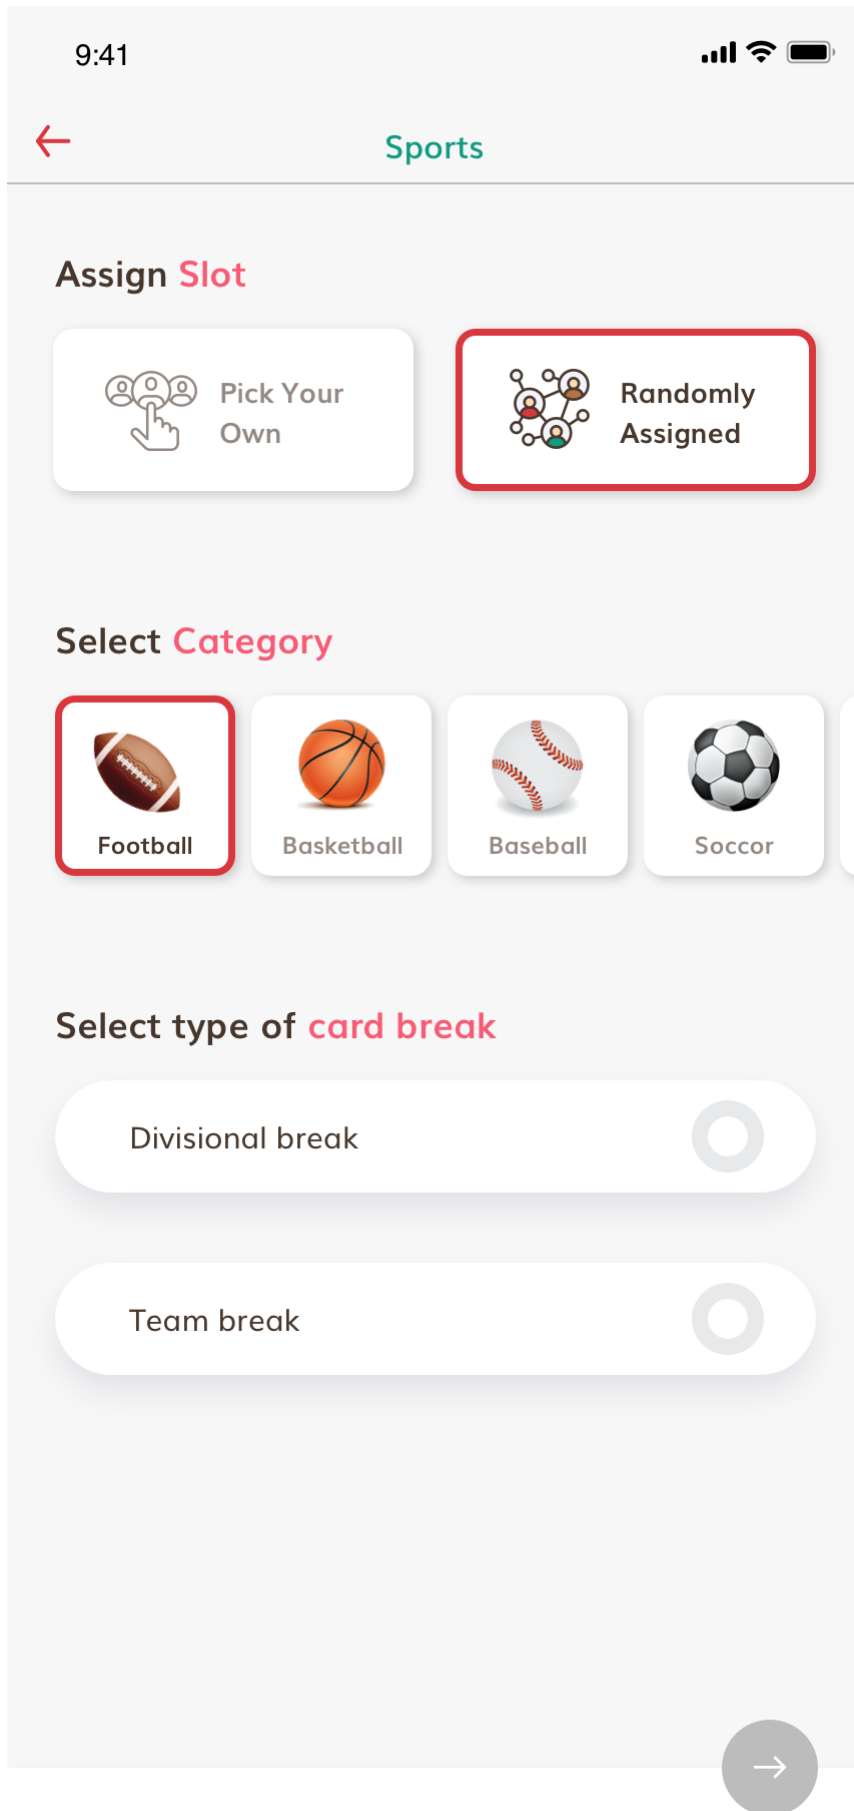 9:41
Sports
Assign Slot
Pick Your
Own
Randomly
Assigned
Select Category
Football
Basketball
Baseball
Soccor
Select type of card break
Divisional break
Team break